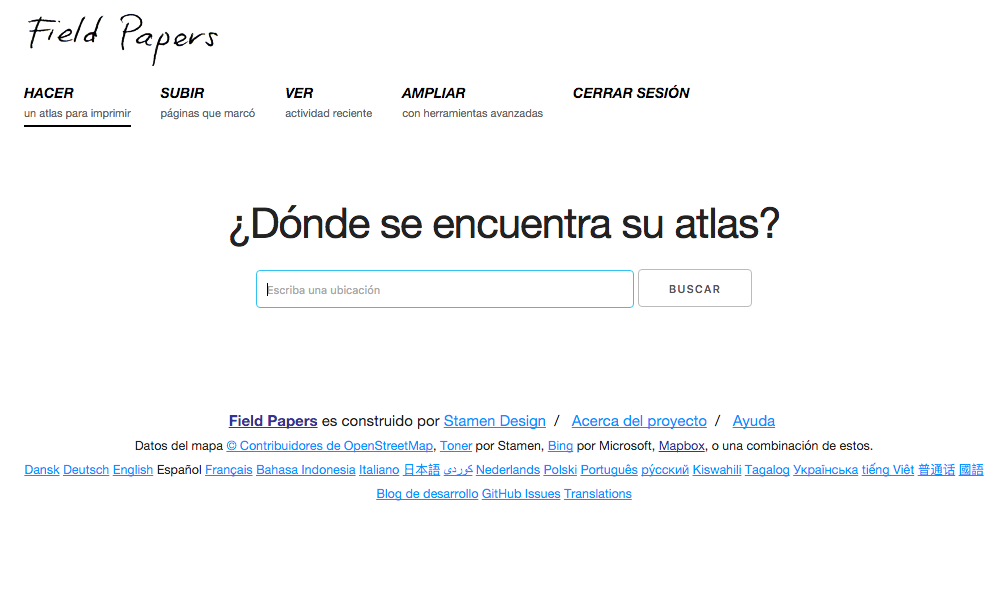 Field Papers
HACER SUBIR VER AMPLIAR CERRAR SESIÓN
un atlas para imprimir páginas que marcó actividad reciente con herramientas avanzadas
¿Dónde se encuentra su atlas?
Escriba una ubicación BUSCAR
Field Papers es construido por Stamen Design / Acerca del proyecto / Ayuda
Datos del mapa © Contribuidores de OpenStreetMap, Toner por Stamen, Bing por Microsoft, Mapbox, o una combinación de estos.
Dansk Deutsch English Español Français Bahasa Indonesia Italiano 日本語 كوردی Nederlands Polski Português ру́сский Kiswahili Tagalog Українська tiếng Việt 普通话 國語
Blog de desarrollo GitHub Issues Translations